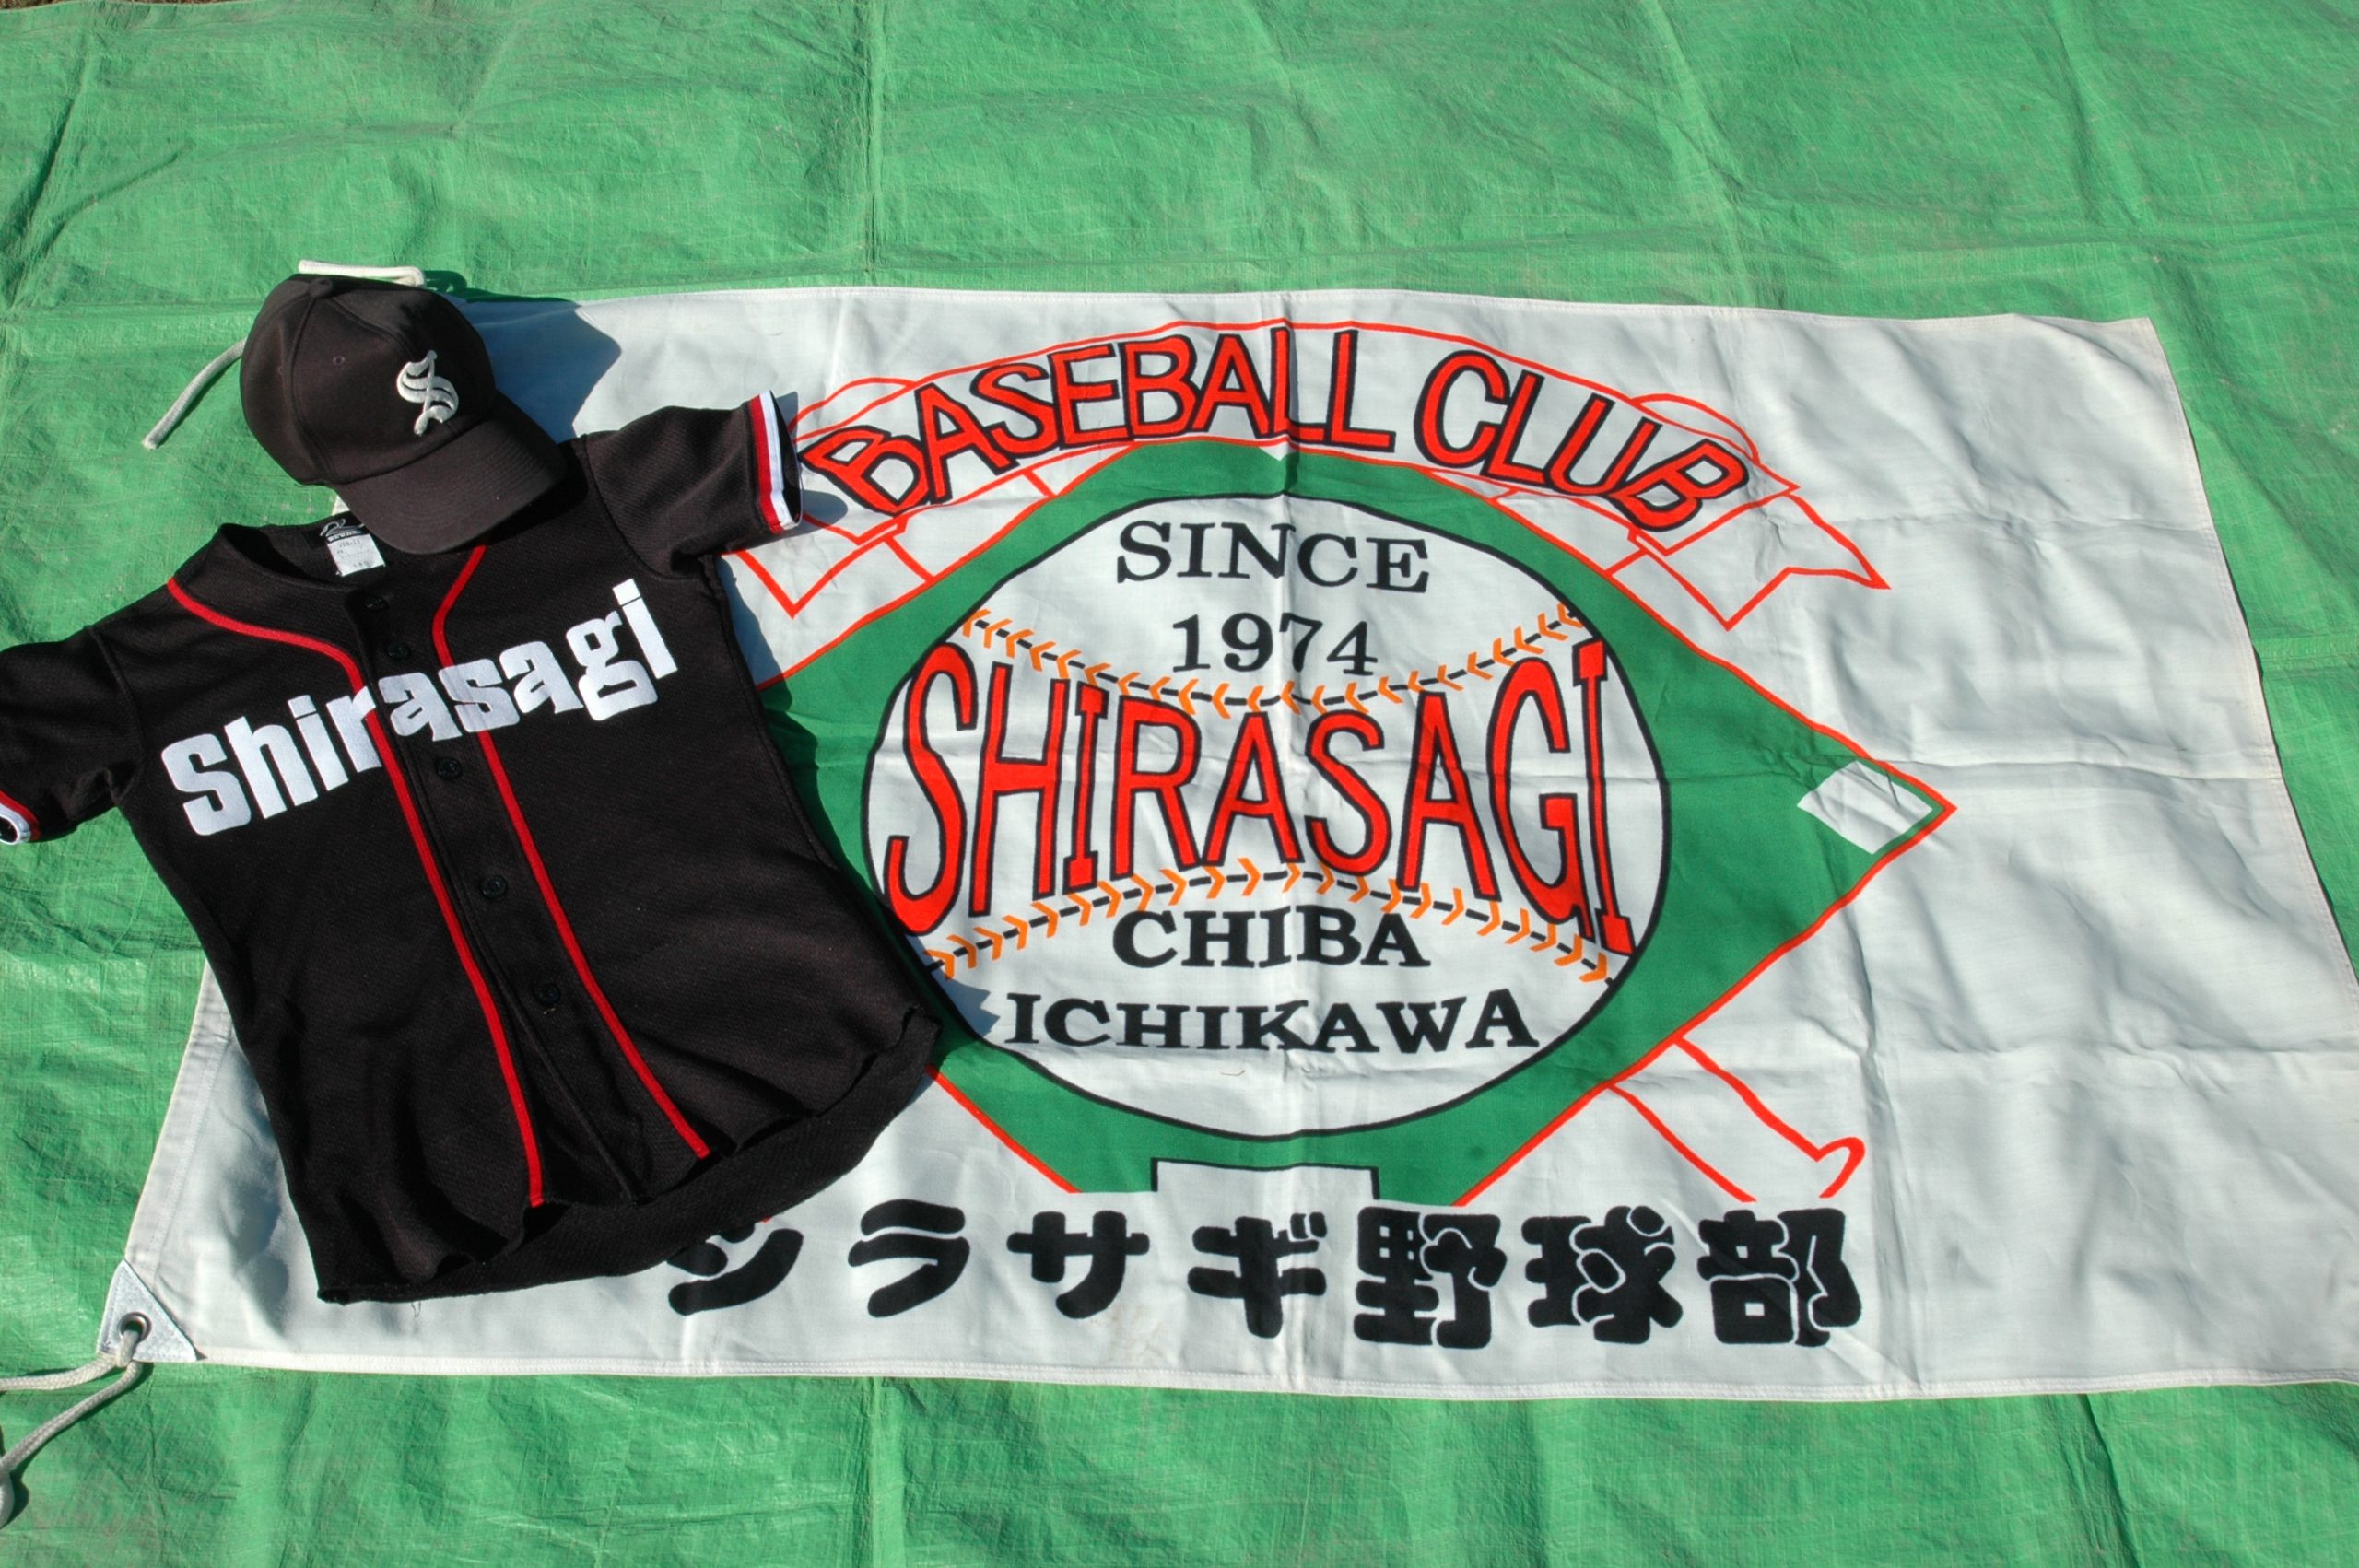 S
Shirasagi
BASEBALL CLUB
SINCE
1974
SHIRASAGI
CHIBA
ICHIKAWA
シラサギ野球部